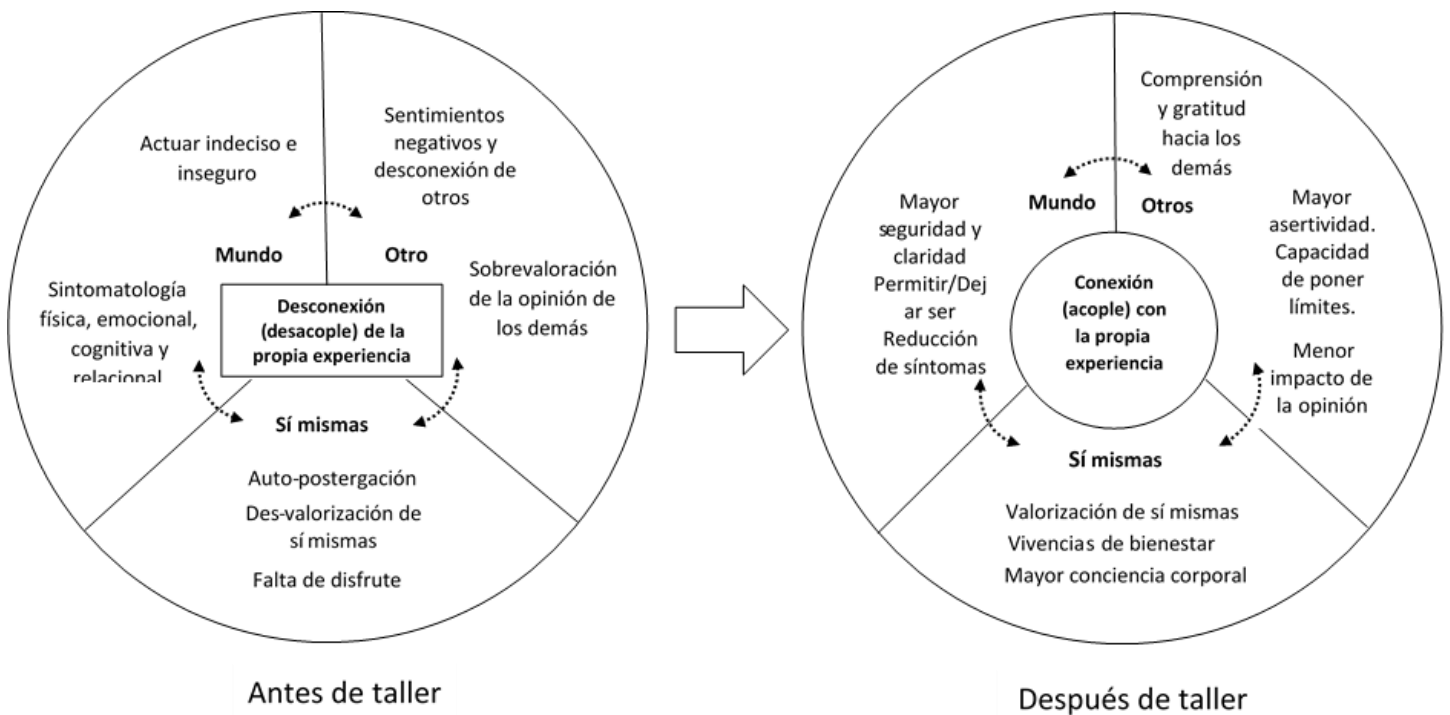 Actuar indeciso e
inseguro
Sentimientos
negativos y
desconexión de
otros
Mundo
Otro
Sintomatología
física, emocional,
cognitiva y
relacional
Desconexión
(desacople) de la
propia experiencia
Sobrevaloración
de la opinión de
los demás
Sí mismas
Auto-postergación
Des-valorización de
sí mismas
Falta de disfrute
Antes de taller
Comprensión
y gratitud
hacia los
demás
Mundo
Otros
Mayor
seguridad y
claridad
Permitir/Dej
ar ser
Reducción
de síntomas
Conexión
(acople) con
la propia
experiencia
Mayor
asertividad.
Capacidad
de poner
límites.
Menor
impacto de
la opinión
Sí mismas
Valorización de sí mismas
Vivencias de bienestar
Mayor conciencia corporal
Después de taller